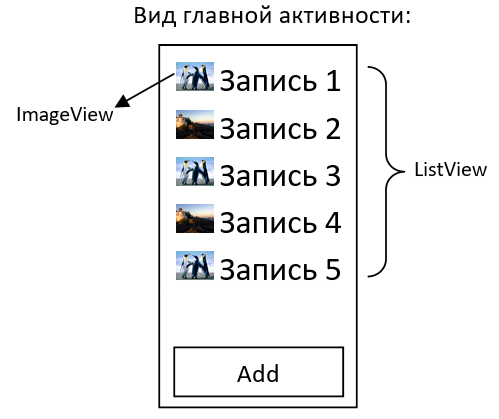 Вид главной активности:
Запись 1
ImageView
Запись 2
Запись 3
ListView
Запись 4
Запись 5
Add